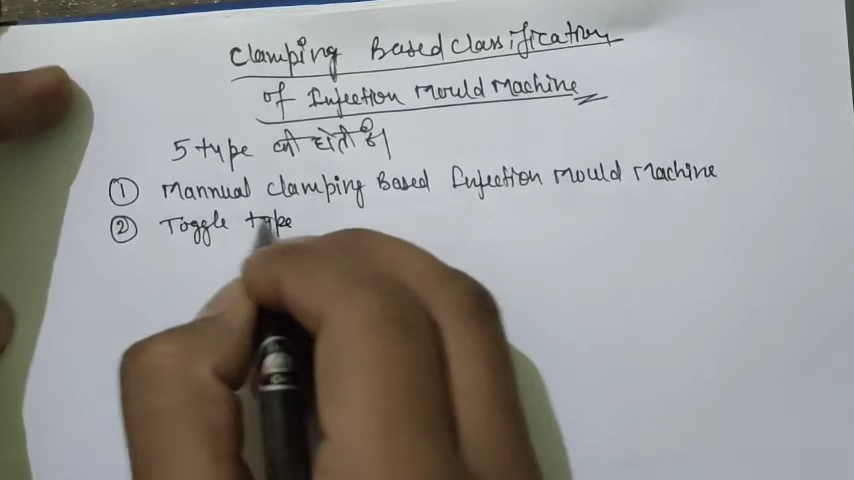 Clamping Based Classification
of Injection Mould Machine
5 type की होती है।
① Mannual Clamping Based Injection Mould Machine
② Toggle type